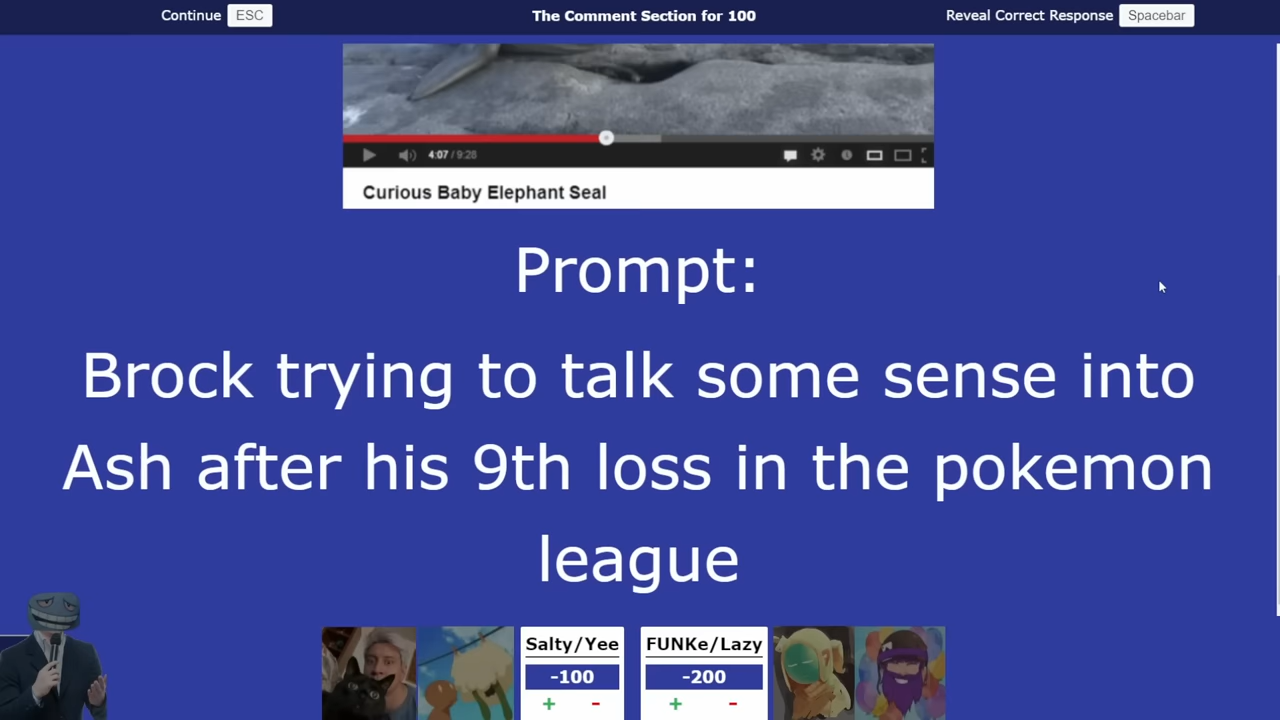 Continue ESC The Comment Section for 100 Reveal Correct Response Spacebar
4:07 / 9:28
Curious Baby Elephant Seal
Prompt:
Brock trying to talk some sense into
Ash after his 9th loss in the pokemon
league
Salty/Yee FUNKe/Lazy
-100 -200
+ - + -